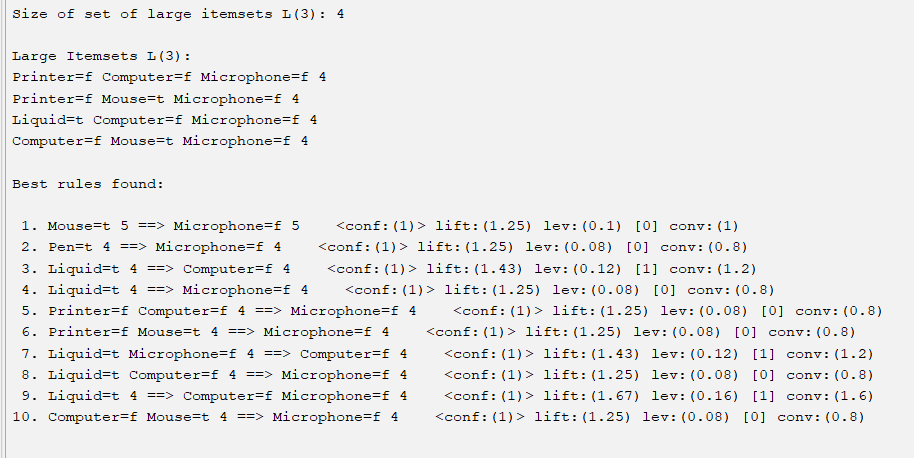 Size of set of large itemsets L(3): 4
Large Itemsets L(3):
Printer=f Computer=f Microphone=f 4
Printer=f Mouse=t Microphone=f 4
Liquid=t Computer=f Microphone=f 4
Computer=f Mouse=t Microphone=f 4
Best rules found:
1. Mouse=t 5 ==> Microphone=f 5    <conf:(1)> lift:(1.25) lev:(0.1) [0] conv:(1)
2. Pen=t 4 ==> Microphone=f 4    <conf:(1)> lift:(1.25) lev:(0.08) [0] conv:(0.8)
3. Liquid=t 4 ==> Computer=f 4    <conf:(1)> lift:(1.43) lev:(0.12) [1] conv:(1.2)
4. Liquid=t 4 ==> Microphone=f 4    <conf:(1)> lift:(1.25) lev:(0.08) [0] conv:(0.8)
5. Printer=f Computer=f 4 ==> Microphone=f 4    <conf:(1)> lift:(1.25) lev:(0.08) [0] conv:(0.8)
6. Printer=f Mouse=t 4 ==> Microphone=f 4    <conf:(1)> lift:(1.25) lev:(0.08) [0] conv:(0.8)
7. Liquid=t Microphone=f 4 ==> Computer=f 4    <conf:(1)> lift:(1.43) lev:(0.12) [1] conv:(1.2)
8. Liquid=t Computer=f 4 ==> Microphone=f 4    <conf:(1)> lift:(1.25) lev:(0.08) [0] conv:(0.8)
9. Liquid=t 4 ==> Computer=f Microphone=f 4    <conf:(1)> lift:(1.67) lev:(0.16) [1] conv:(1.6)
10. Computer=f Mouse=t 4 ==> Microphone=f 4    <conf:(1)> lift:(1.25) lev:(0.08) [0] conv:(0.8)